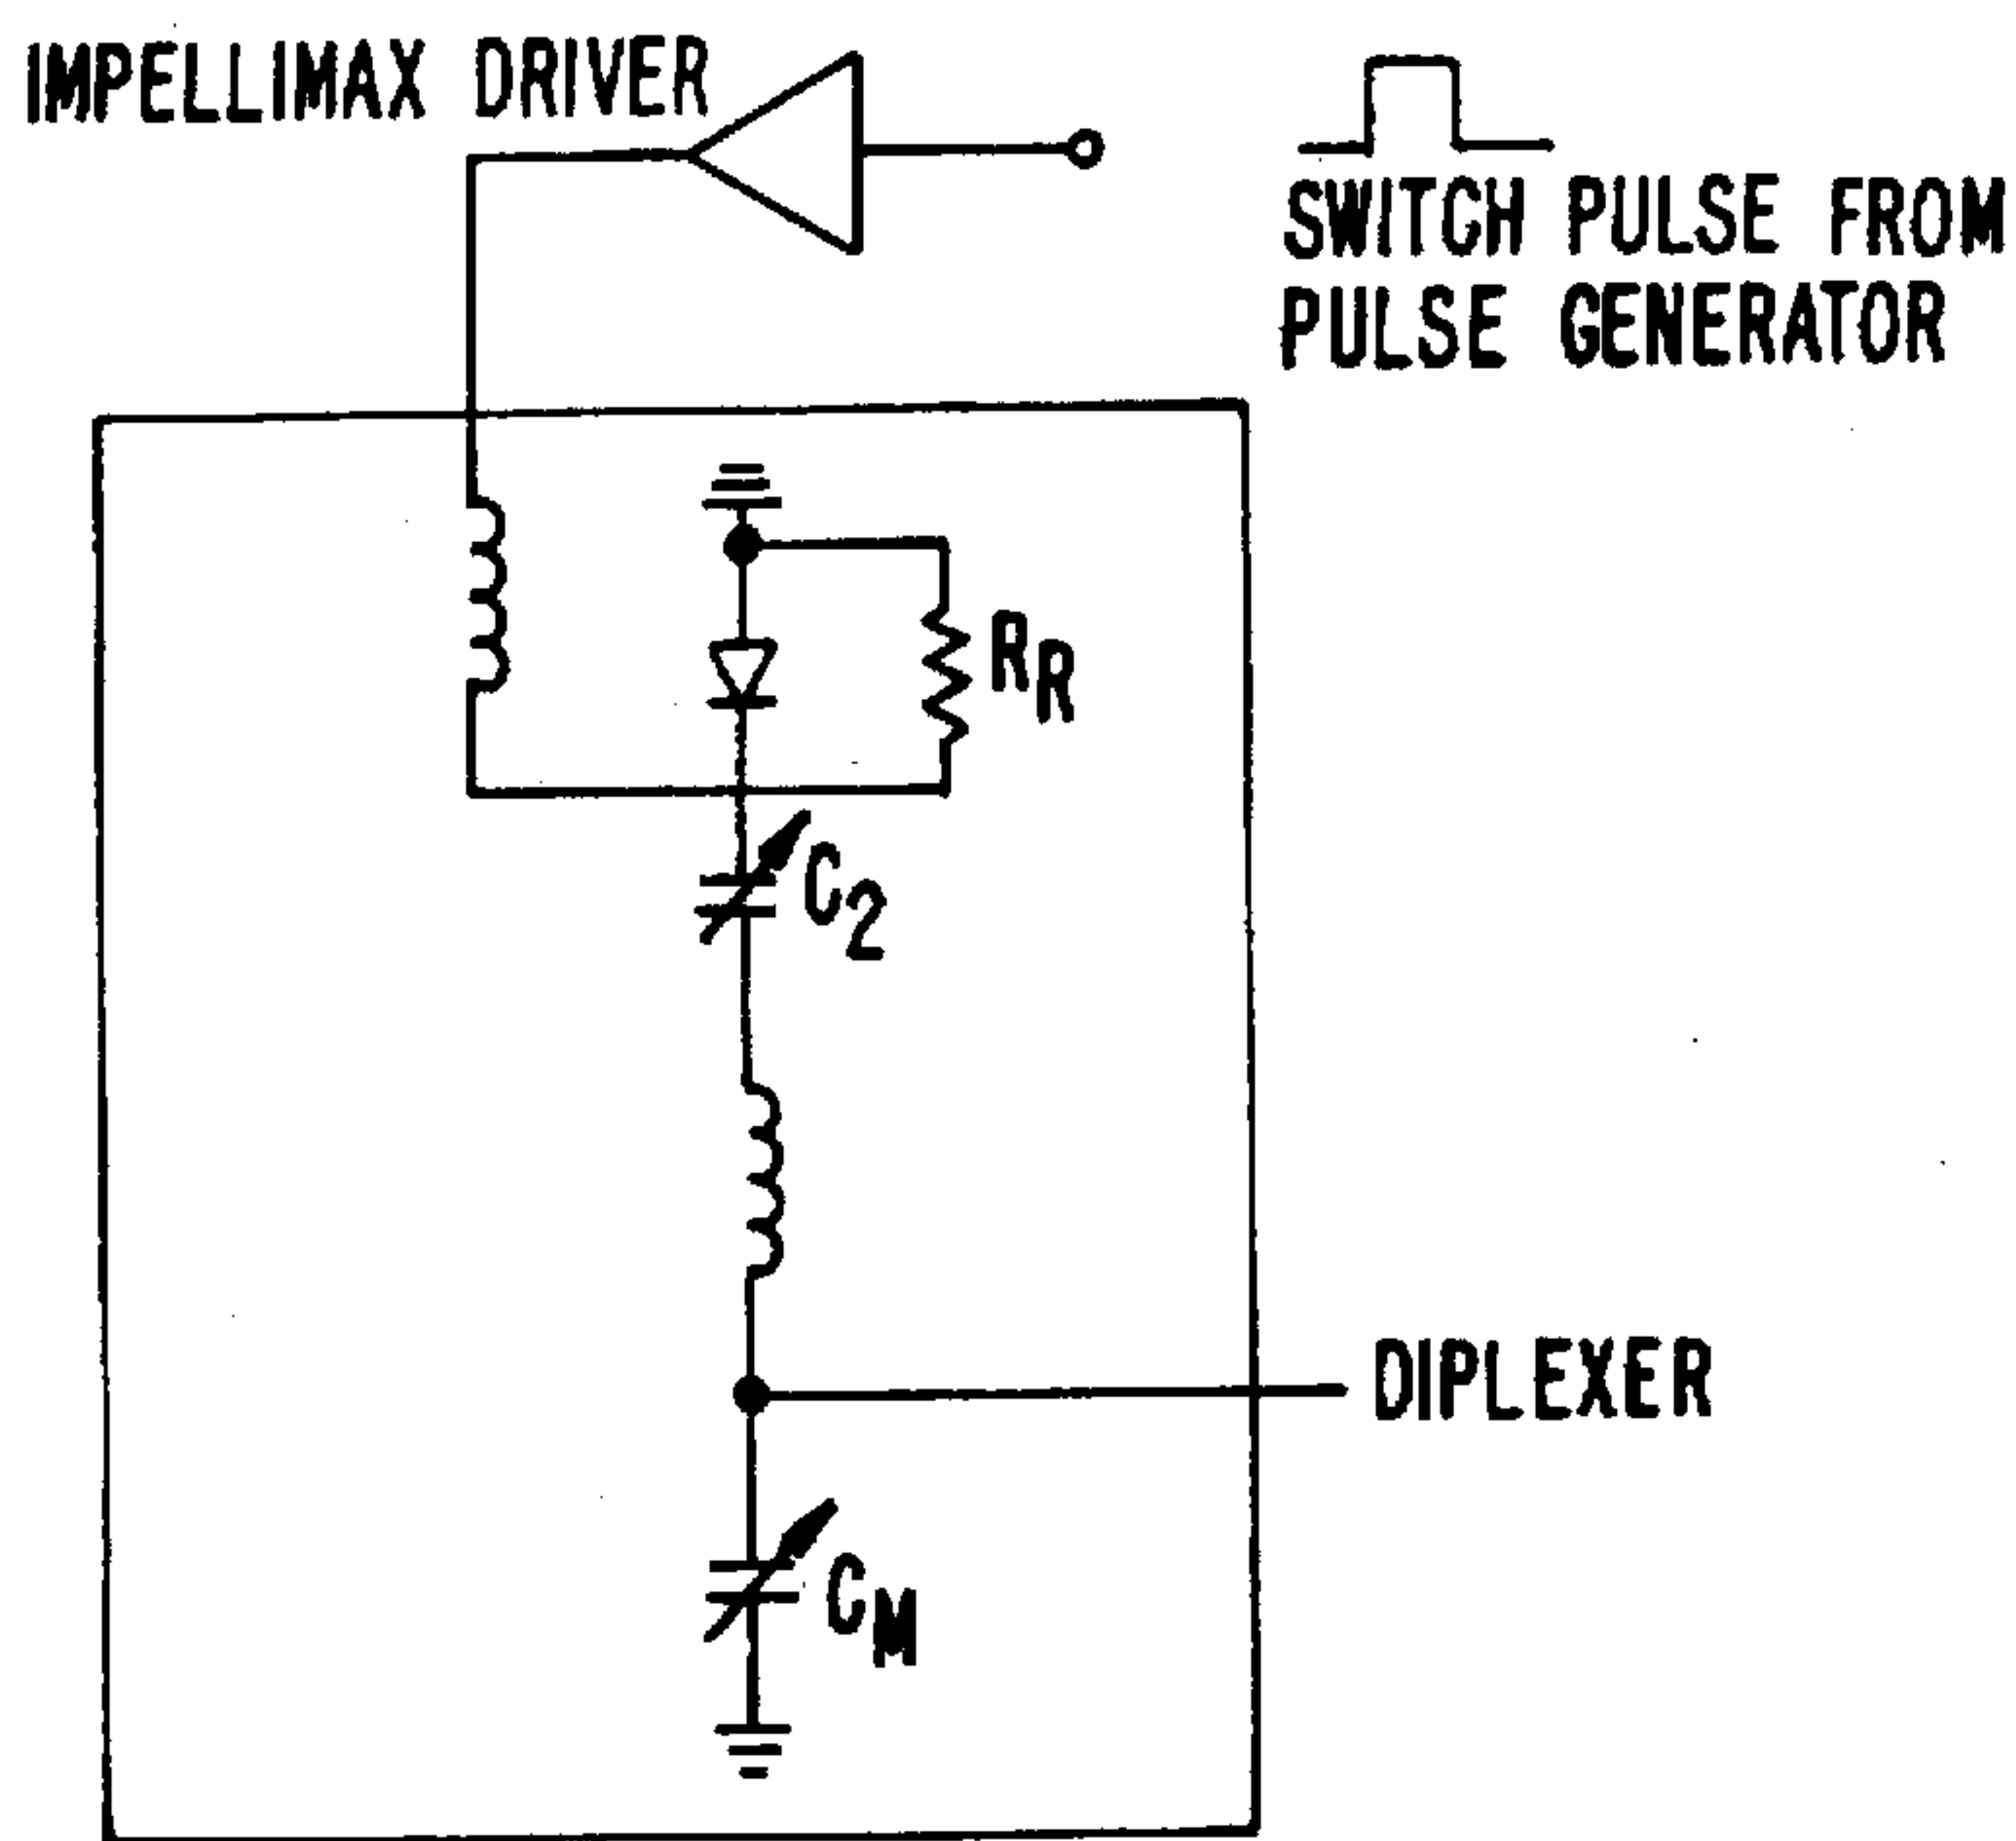 IMPELLIMAX DRIVER
SWITCH PULSE FROM
PULSE GENERATOR
RR
C2
DIPLEXER
CM